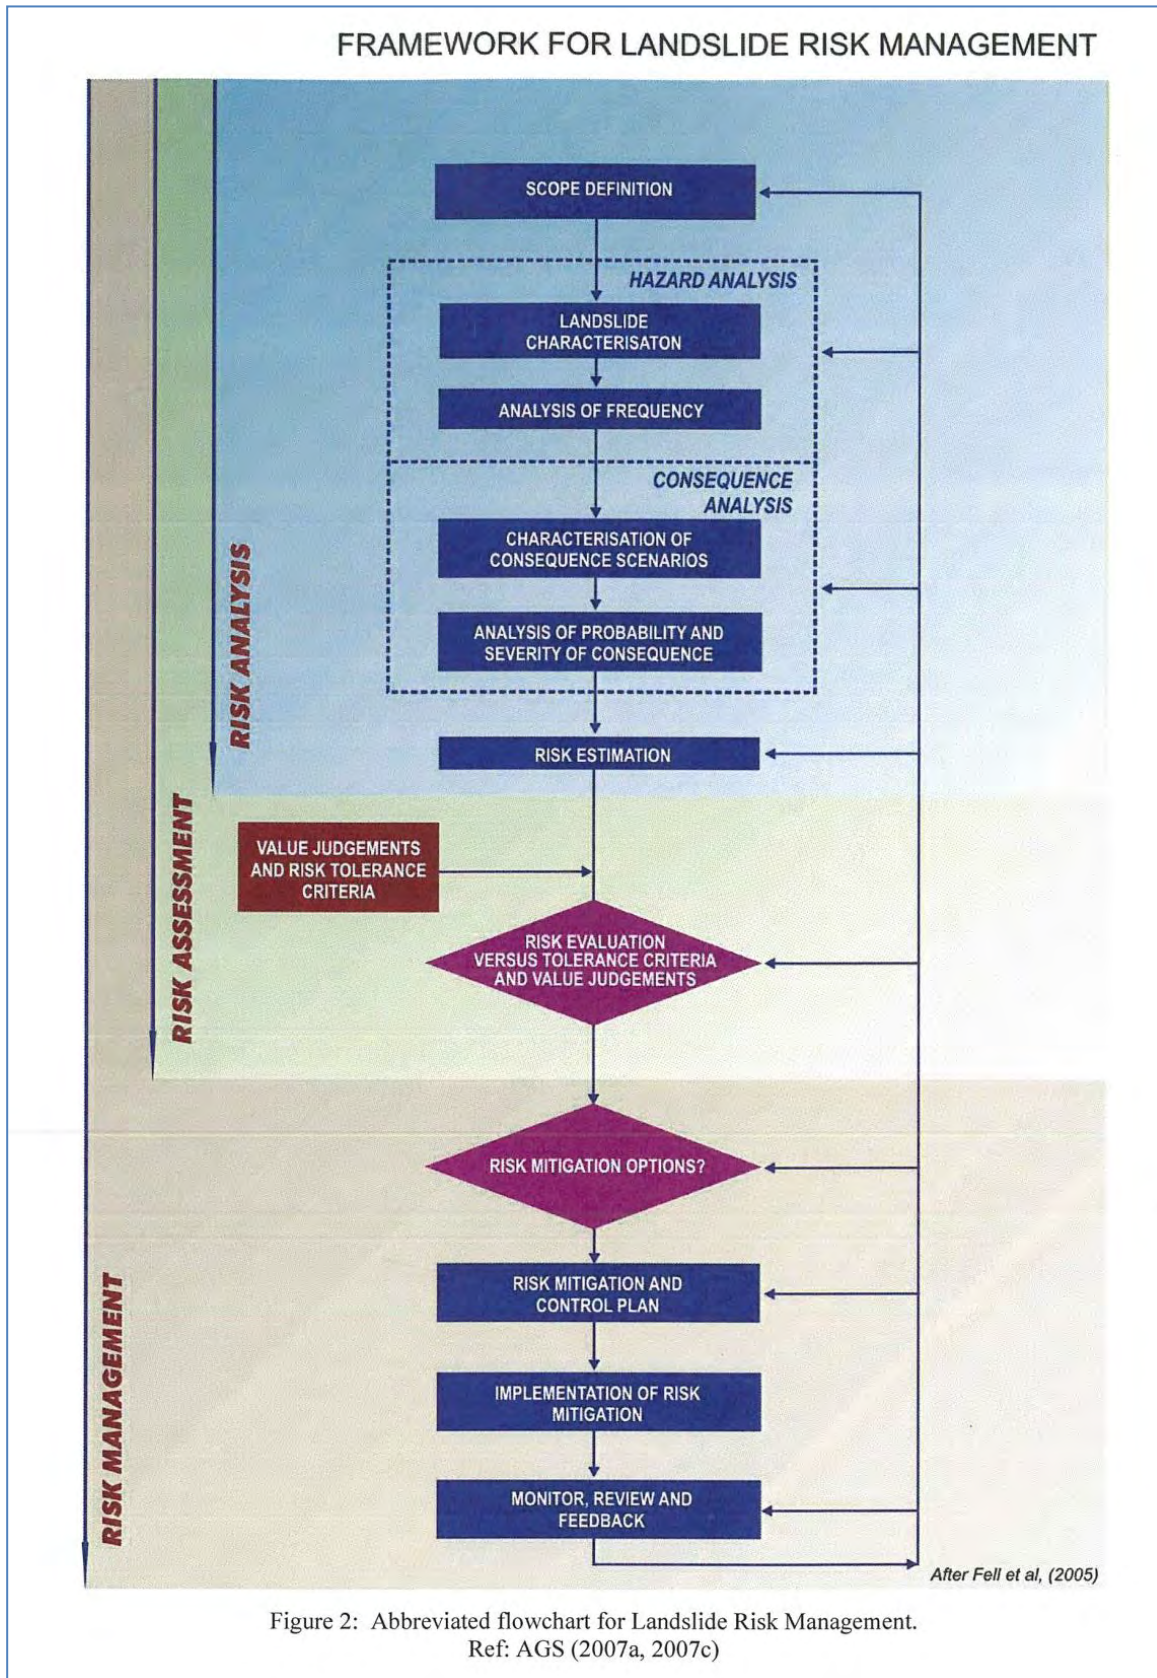 FRAMEWORK FOR LANDSLIDE RISK MANAGEMENT
SCOPE DEFINITION
HAZARD ANALYSIS
LANDSLIDE
CHARACTERISATON
ANALYSIS OF FREQUENCY
CONSEQUENCE
ANALYSIS
CHARACTERISATION OF
CONSEQUENCE SCENARIOS
ANALYSIS OF PROBABILITY AND
SEVERITY OF CONSEQUENCE
RISK ANALYSIS
RISK ESTIMATION
VALUE JUDGEMENTS
AND RISK TOLERANCE
CRITERIA
RISK ASSESSMENT
RISK EVALUATION
VERSUS TOLERANCE CRITERIA
AND VALUE JUDGEMENTS
RISK MITIGATION OPTIONS?
RISK MITIGATION AND
CONTROL PLAN
IMPLEMENTATION OF RISK
MITIGATION
RISK MANAGEMENT
MONITOR, REVIEW AND
FEEDBACK
After Fell et al, (2005)
Figure 2: Abbreviated flowchart for Landslide Risk Management.
Ref: AGS (2007a, 2007c)